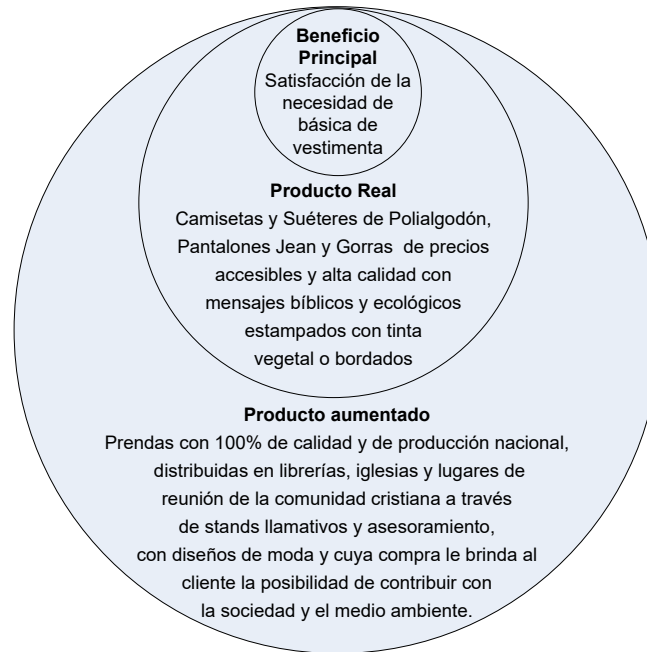 Beneficio
Principal
Satisfacción de la
necesidad de
básica de
vestimenta
Producto Real
Camisetas y Suéteres de Polialgodón,
Pantalones Jean y Gorras de precios
accesibles y alta calidad con
mensajes bíblicos y ecológicos
estampados con tinta
vegetal o bordados
Producto aumentado
Prendas con 100% de calidad y de producción nacional,
distribuidas en librerías, iglesias y lugares de
reunión de la comunidad cristiana a través
de stands llamativos y asesoramiento,
con diseños de moda y cuya compra le brinda al
cliente la posibilidad de contribuir con
la sociedad y el medio ambiente.